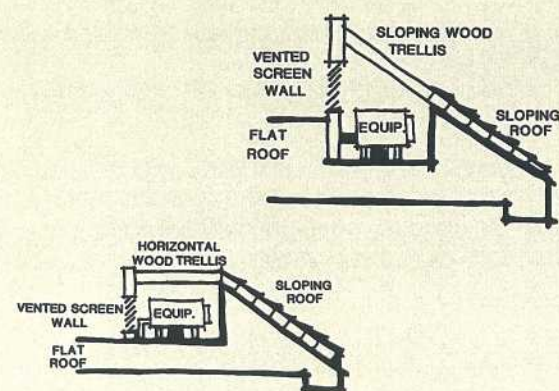 SLOPING WOOD
TRELLIS
VENTED
SCREEN
WALL
EQUIP.
SLOPING
ROOF
FLAT
ROOF
HORIZONTAL
WOOD TRELLIS
SLOPING
ROOF
VENTED SCREEN
WALL
EQUIP.
FLAT
ROOF